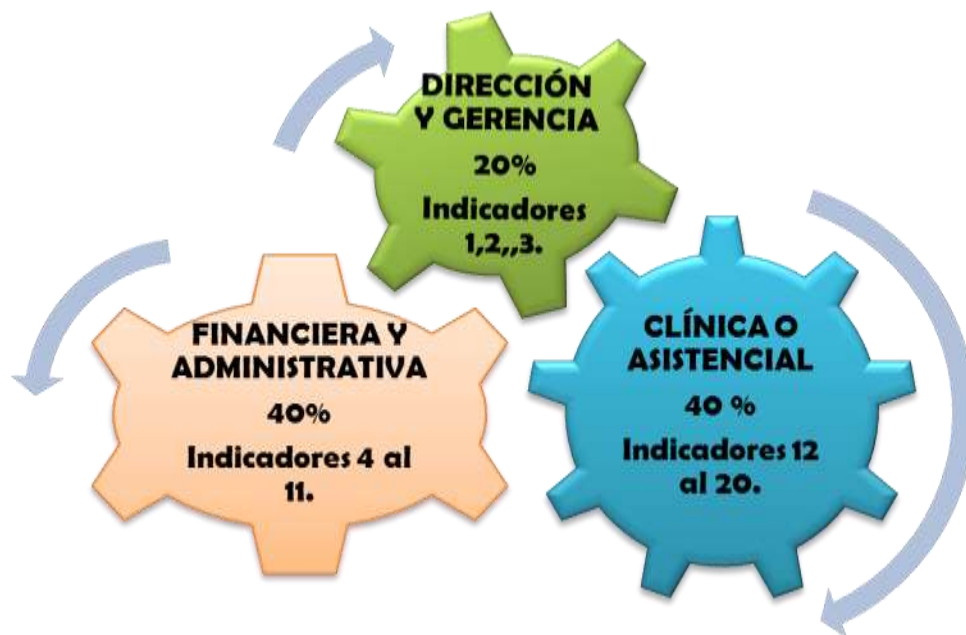 DIRECCIÓN
Y GERENCIA
20%
Indicadores
1,2,,3.
FINANCIERA Y
ADMINISTRATIVA
40%
Indicadores 4 al
11.
CLÍNICA O
ASISTENCIAL
40 %
Indicadores 12
al 20.